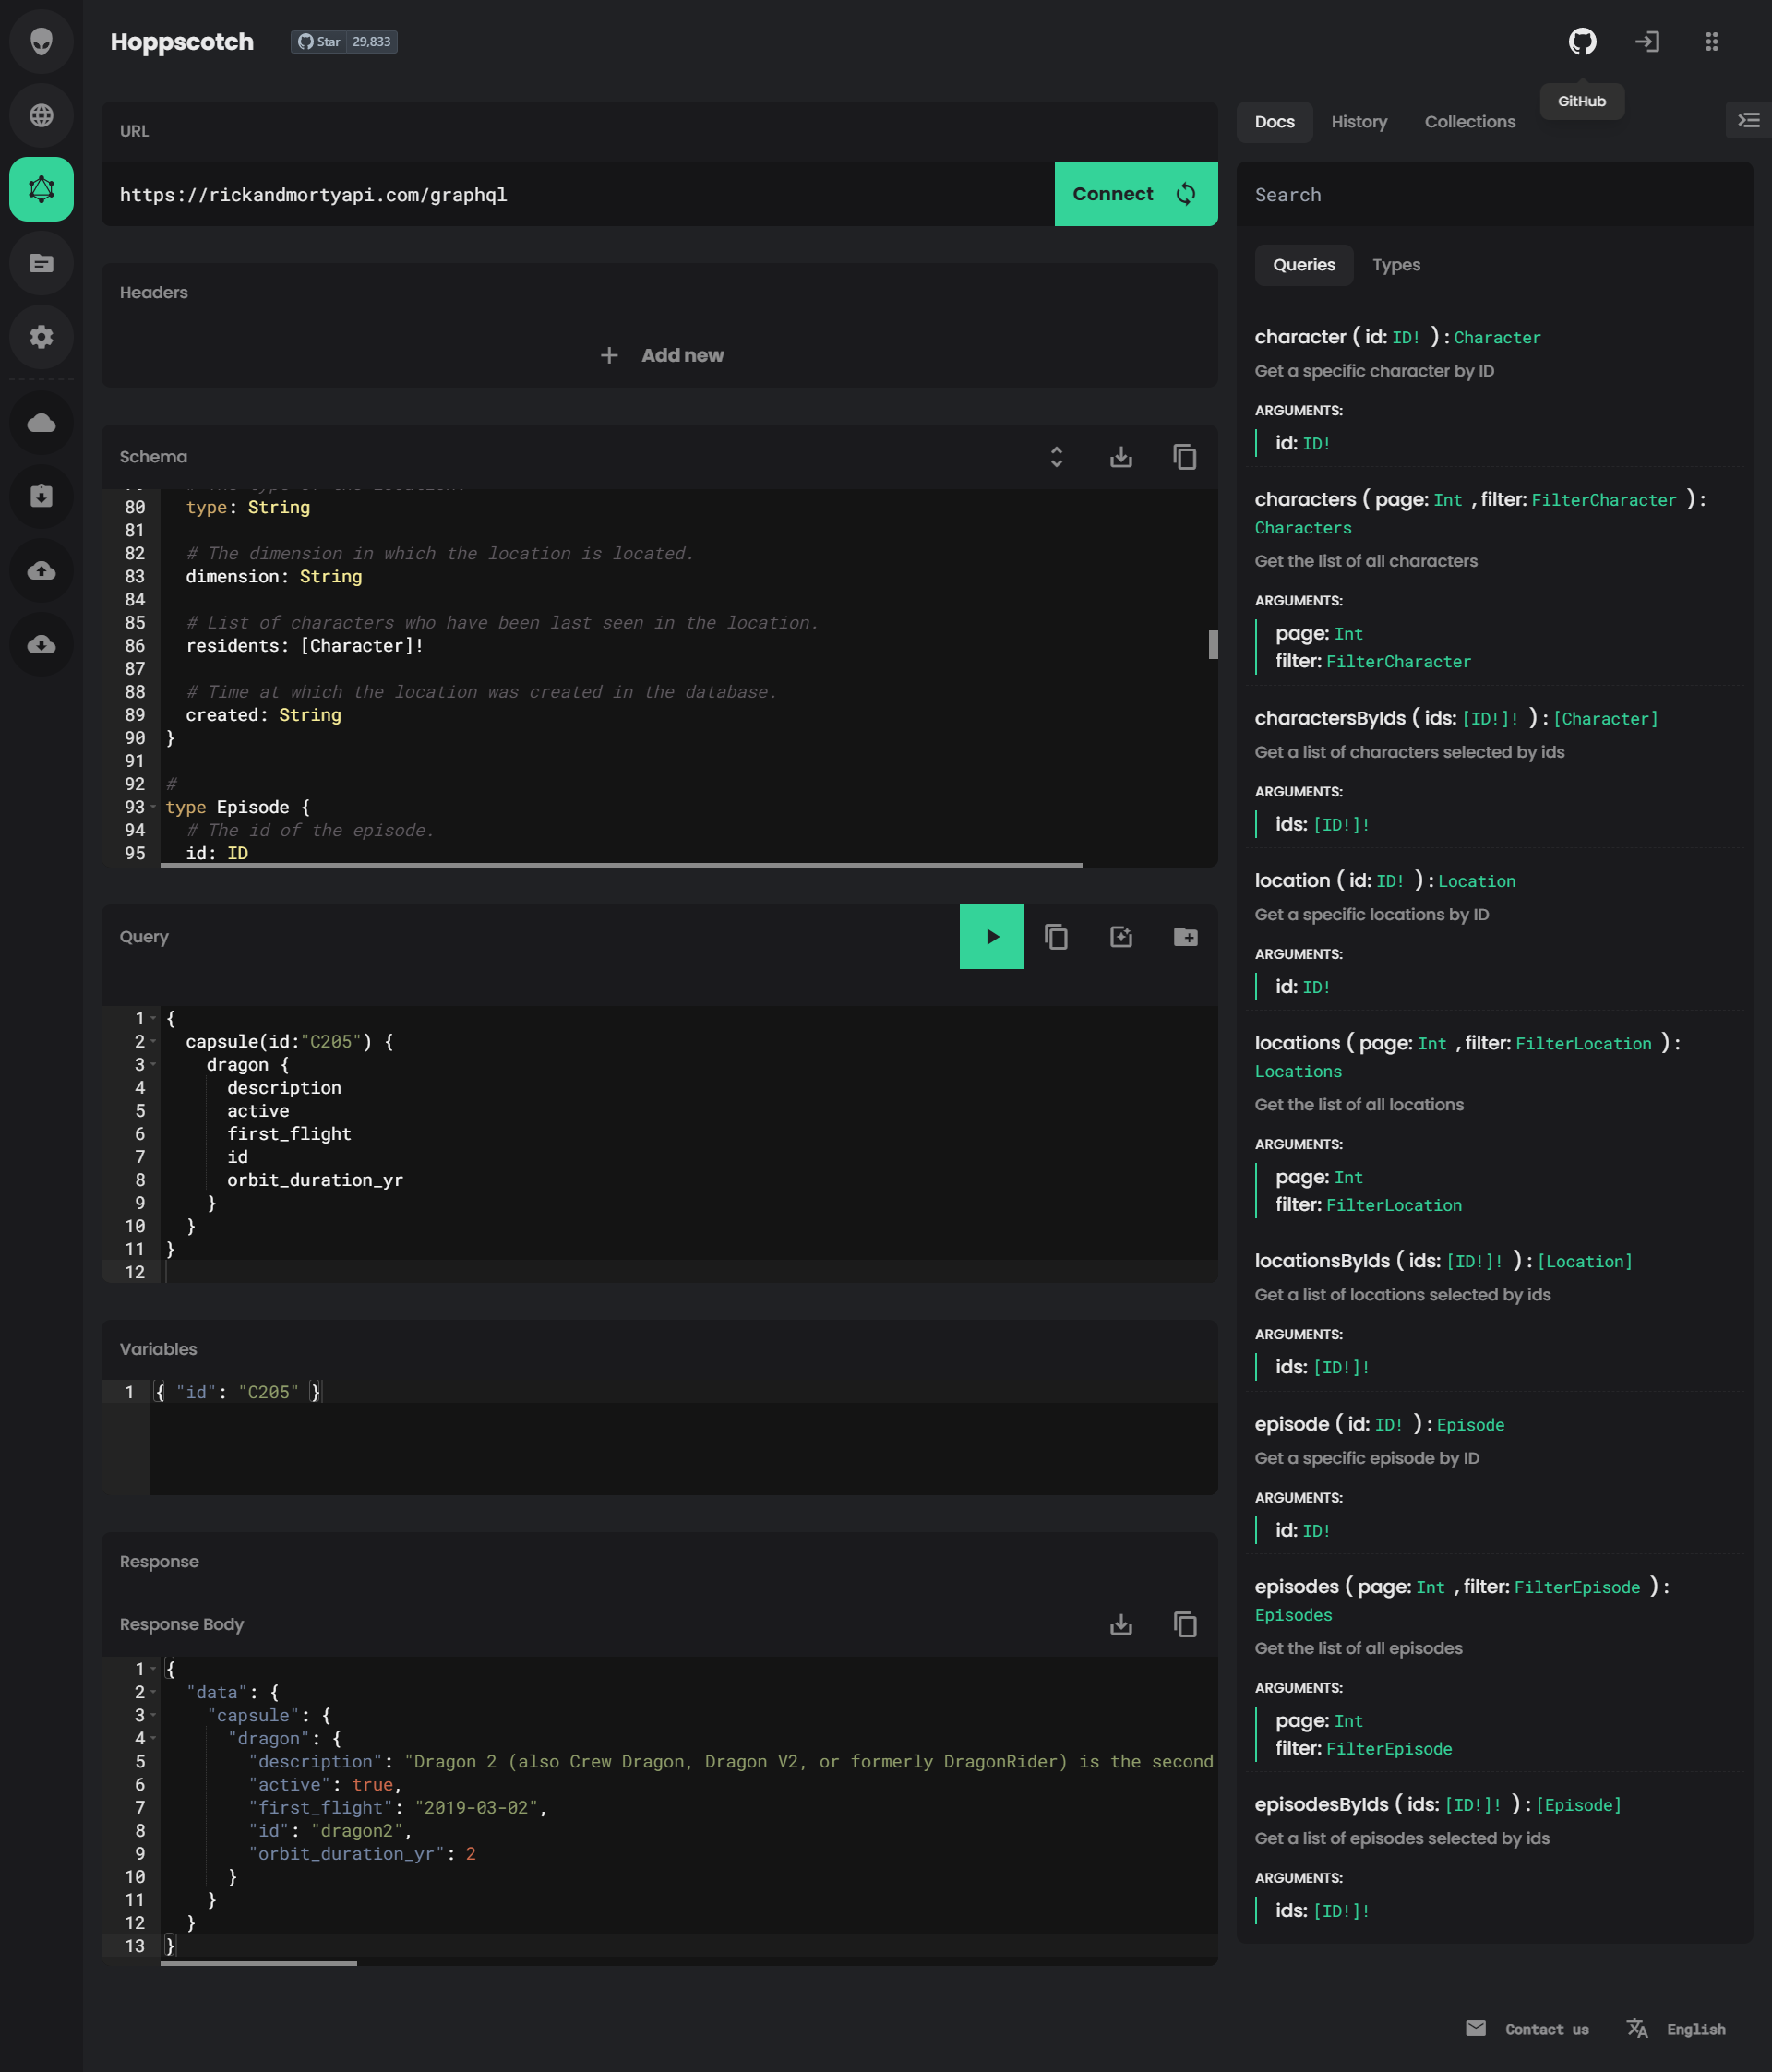 Hoppscotch
Star 29,833
GitHub
URL
https://rickandmortyapi.com/graphql
Connect
Headers
Add new
Schema
80 type: String
81
82 # The dimension in which the location is located.
83 dimension: String
84
85 # List of characters who have been last seen in the location.
86 residents: [Character]!
87
88 # Time at which the location was created in the database.
89 created: String
90 }
91
92 #
93 type Episode {
94 # The id of the episode.
95 id: ID
Query
1 {
2 capsule(id:"C205") {
3 dragon {
4 description
5 active
6 first_flight
7 id
8 orbit_duration_yr
9 }
10 }
11 }
12
Variables
1 { "id": "C205" }
Response
Response Body
1 {
2 "data": {
3 "capsule": {
4 "dragon": {
5 "description": "Dragon 2 (also Crew Dragon, Dragon V2, or formerly DragonRider) is the second
6 "active": true,
7 "first_flight": "2019-03-02",
8 "id": "dragon2",
9 "orbit_duration_yr": 2
10 }
11 }
12 }
13 }
Docs History Collections
Search
Queries Types
character ( id: ID! ) : Character
Get a specific character by ID
ARGUMENTS:
id: ID!
characters ( page: Int , filter: FilterCharacter ) :
Characters
Get the list of all characters
ARGUMENTS:
page: Int
filter: FilterCharacter
charactersByIds ( ids: [ID!]! ) : [Character]
Get a list of characters selected by ids
ARGUMENTS:
ids: [ID!]!
location ( id: ID! ) : Location
Get a specific locations by ID
ARGUMENTS:
id: ID!
locations ( page: Int , filter: FilterLocation ) :
Locations
Get the list of all locations
ARGUMENTS:
page: Int
filter: FilterLocation
locationsByIds ( ids: [ID!]! ) : [Location]
Get a list of locations selected by ids
ARGUMENTS:
ids: [ID!]!
episode ( id: ID! ) : Episode
Get a specific episode by ID
ARGUMENTS:
id: ID!
episodes ( page: Int , filter: FilterEpisode ) :
Episodes
Get the list of all episodes
ARGUMENTS:
page: Int
filter: FilterEpisode
episodesByIds ( ids: [ID!]! ) : [Episode]
Get a list of episodes selected by ids
ARGUMENTS:
ids: [ID!]!
Contact us
English